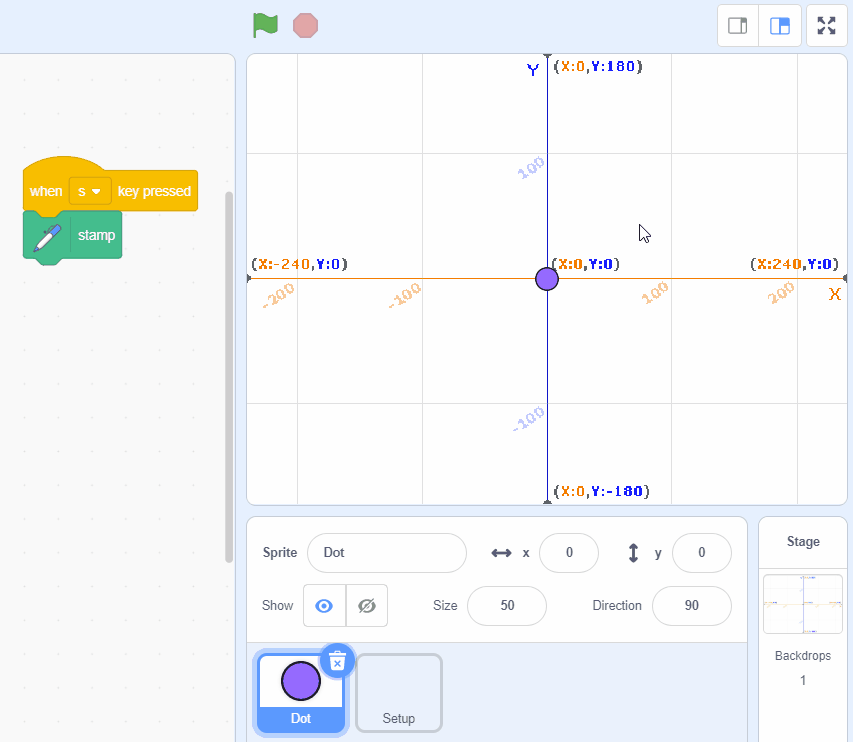 Y (X:0,Y:180)
100
when s key pressed
stamp
(X:-240,Y:0) (X:0,Y:0) (X:240,Y:0)
-200 -100 100 200 X
-100
(X:0,Y:-180)
Sprite Dot x 0 y 0
Show Size 50 Direction 90
Dot Setup
Stage
Backdrops
1